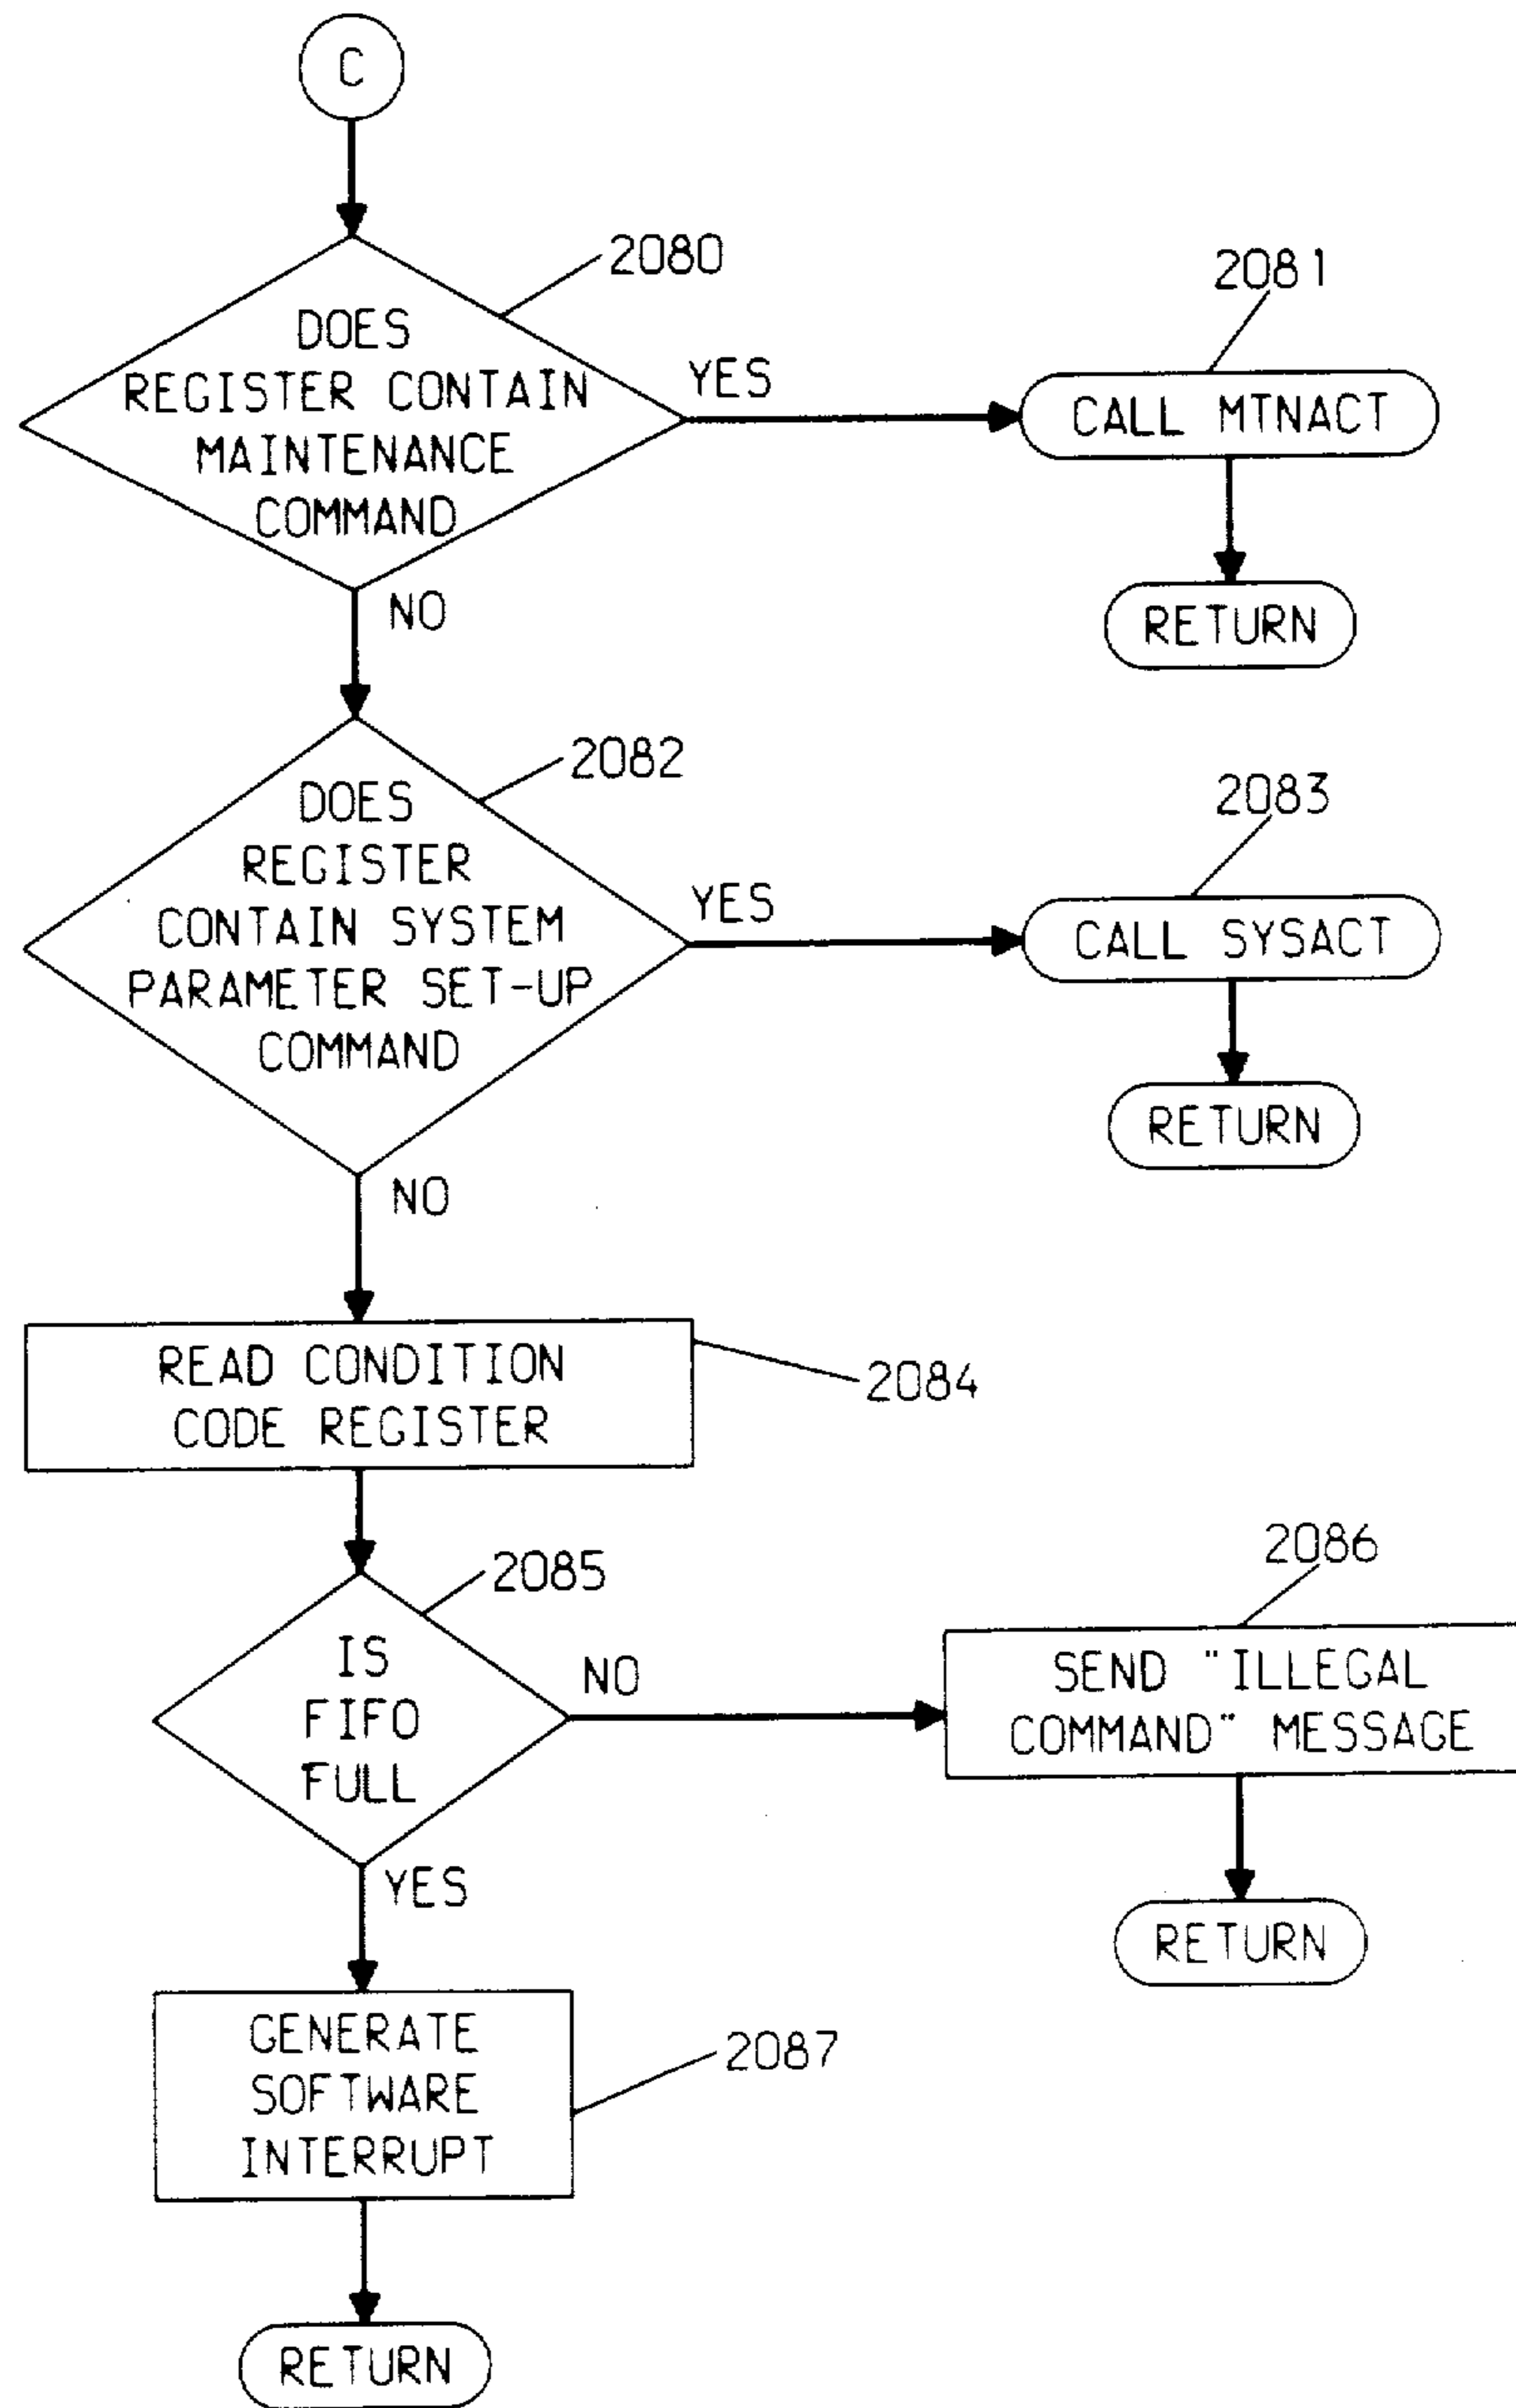 C
2080
DOES
REGISTER CONTAIN
MAINTENANCE
COMMAND
YES
2081
CALL MTNACT
RETURN
NO
2082
DOES
REGISTER
CONTAIN SYSTEM
PARAMETER SET-UP
COMMAND
YES
2083
CALL SYSACT
RETURN
NO
READ CONDITION
CODE REGISTER
2084
2085
IS
FIFO
FULL
NO
2086
SEND "ILLEGAL
COMMAND" MESSAGE
RETURN
YES
GENERATE
SOFTWARE
INTERRUPT
2087
RETURN